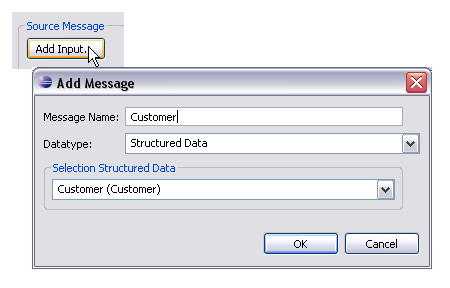 Source Message
Add Input...
Add Message
Message Name: Customer
Datatype: Structured Data
Selection Structured Data
Customer (Customer)
OK Cancel